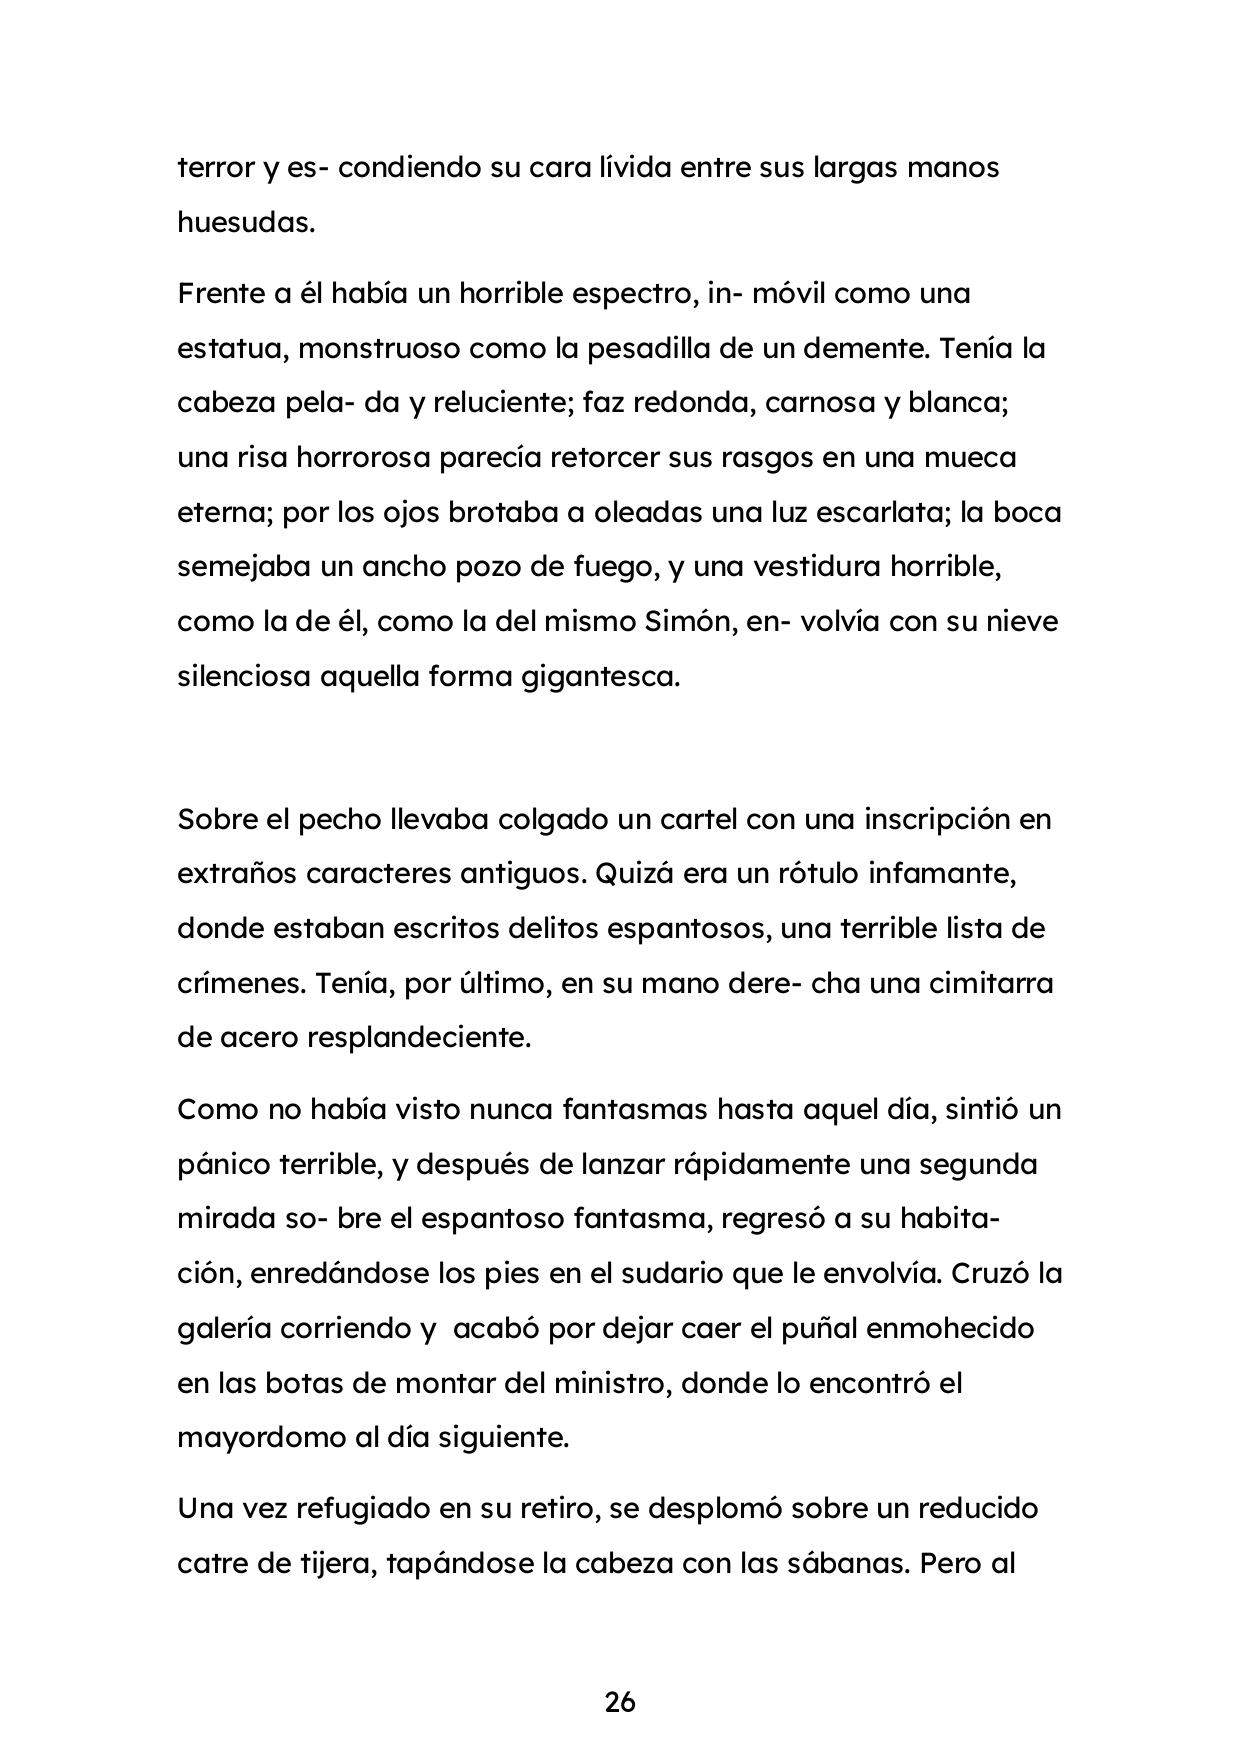 terror y es- condiendo su cara lívida entre sus largas manos
huesudas.
Frente a él había un horrible espectro, in- móvil como una
estatua, monstruoso como la pesadilla de un demente. Tenía la
cabeza pela- da y reluciente; faz redonda, carnosa y blanca;
una risa horrorosa parecía retorcer sus rasgos en una mueca
eterna; por los ojos brotaba a oleadas una luz escarlata; la boca
semejaba un ancho pozo de fuego, y una vestidura horrible,
como la de él, como la del mismo Simón, en- volvía con su nieve
silenciosa aquella forma gigantesca.
Sobre el pecho llevaba colgado un cartel con una inscripción en
extraños caracteres antiguos. Quizá era un rótulo infamante,
donde estaban escritos delitos espantosos, una terrible lista de
crímenes. Tenía, por último, en su mano dere- cha una cimitarra
de acero resplandeciente.
Como no había visto nunca fantasmas hasta aquel día, sintió un
pánico terrible, y después de lanzar rápidamente una segunda
mirada so- bre el espantoso fantasma, regresó a su habita-
ción, enredándose los pies en el sudario que le envolvía. Cruzó la
galería corriendo y  acabó por dejar caer el puñal enmohecido
en las botas de montar del ministro, donde lo encontró el
mayordomo al día siguiente.
Una vez refugiado en su retiro, se desplomó sobre un reducido
catre de tijera, tapándose la cabeza con las sábanas. Pero al
26